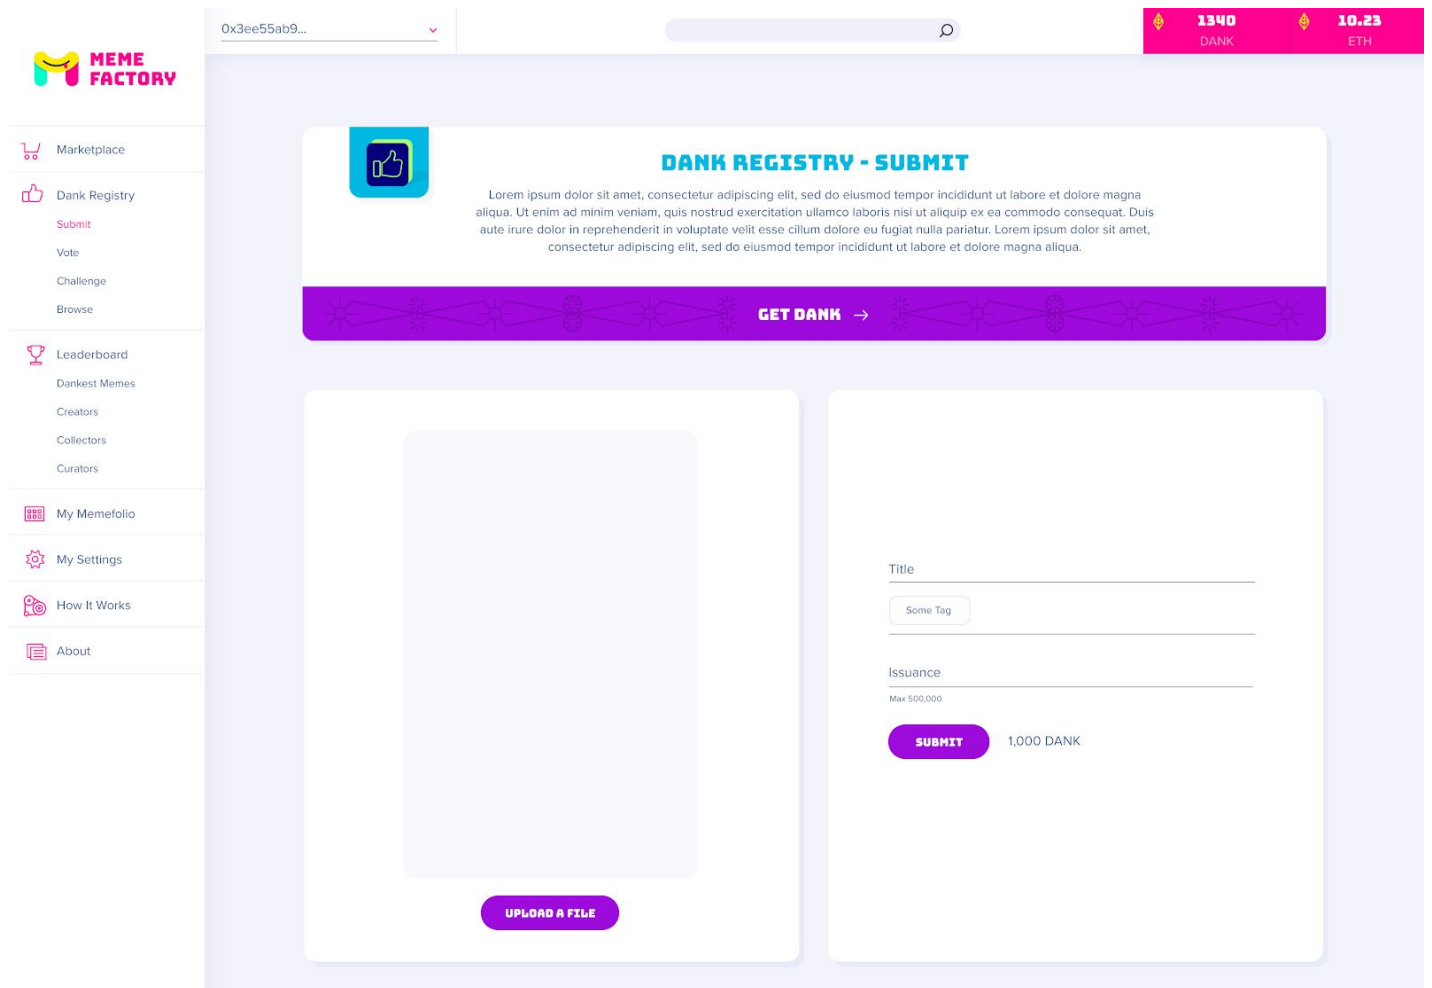 0x3ee55ab9...
1340
DANK
10.23
ETH
MEME
FACTORY
Marketplace
Dank Registry
Submit
Vote
Challenge
Browse
Leaderboard
Dankest Memes
Creators
Collectors
Curators
My Memefolio
My Settings
How It Works
About
DANK REGISTRY - SUBMIT
Lorem ipsum dolor sit amet, consectetur adipiscing elit, sed do eiusmod tempor incididunt ut labore et dolore magna
aliqua. Ut enim ad minim veniam, quis nostrud exercitation ullamco laboris nisi ut aliquip ex ea commodo consequat. Duis
aute irure dolor in reprehenderit in voluptate velit esse cillum dolore eu fugiat nulla pariatur. Lorem ipsum dolor sit amet,
consectetur adipiscing elit, sed do eiusmod tempor incididunt ut labore et dolore magna aliqua.
GET DANK →
UPLOAD A FILE
Title
Some Tag
Issuance
Max 500,000
SUBMIT
1,000 DANK